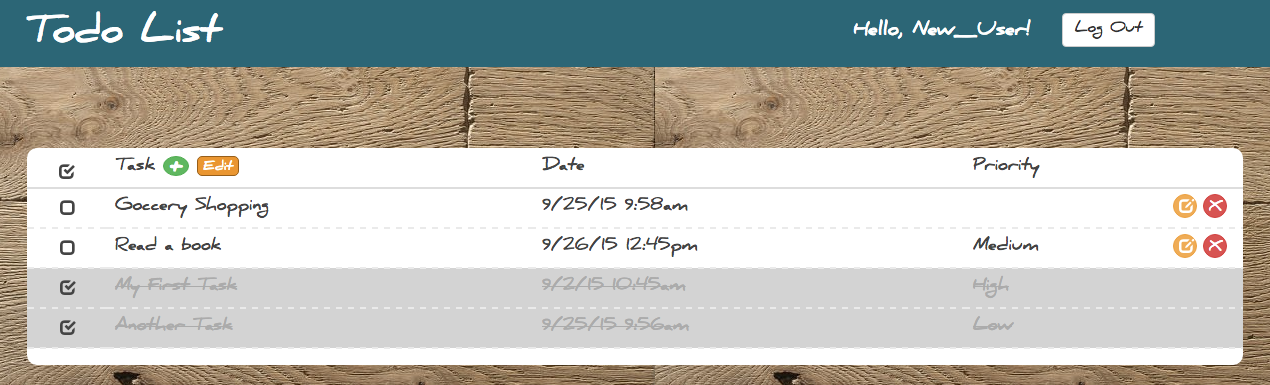 Todo List
Hello, New_User!
Log Out
Task Edit Date Priority
Goccery Shopping 9/25/15 9:58am
Read a book 9/26/15 12:45pm Medium
My First Task 9/2/15 10:45am High
Another Task 9/25/15 9:56am Low